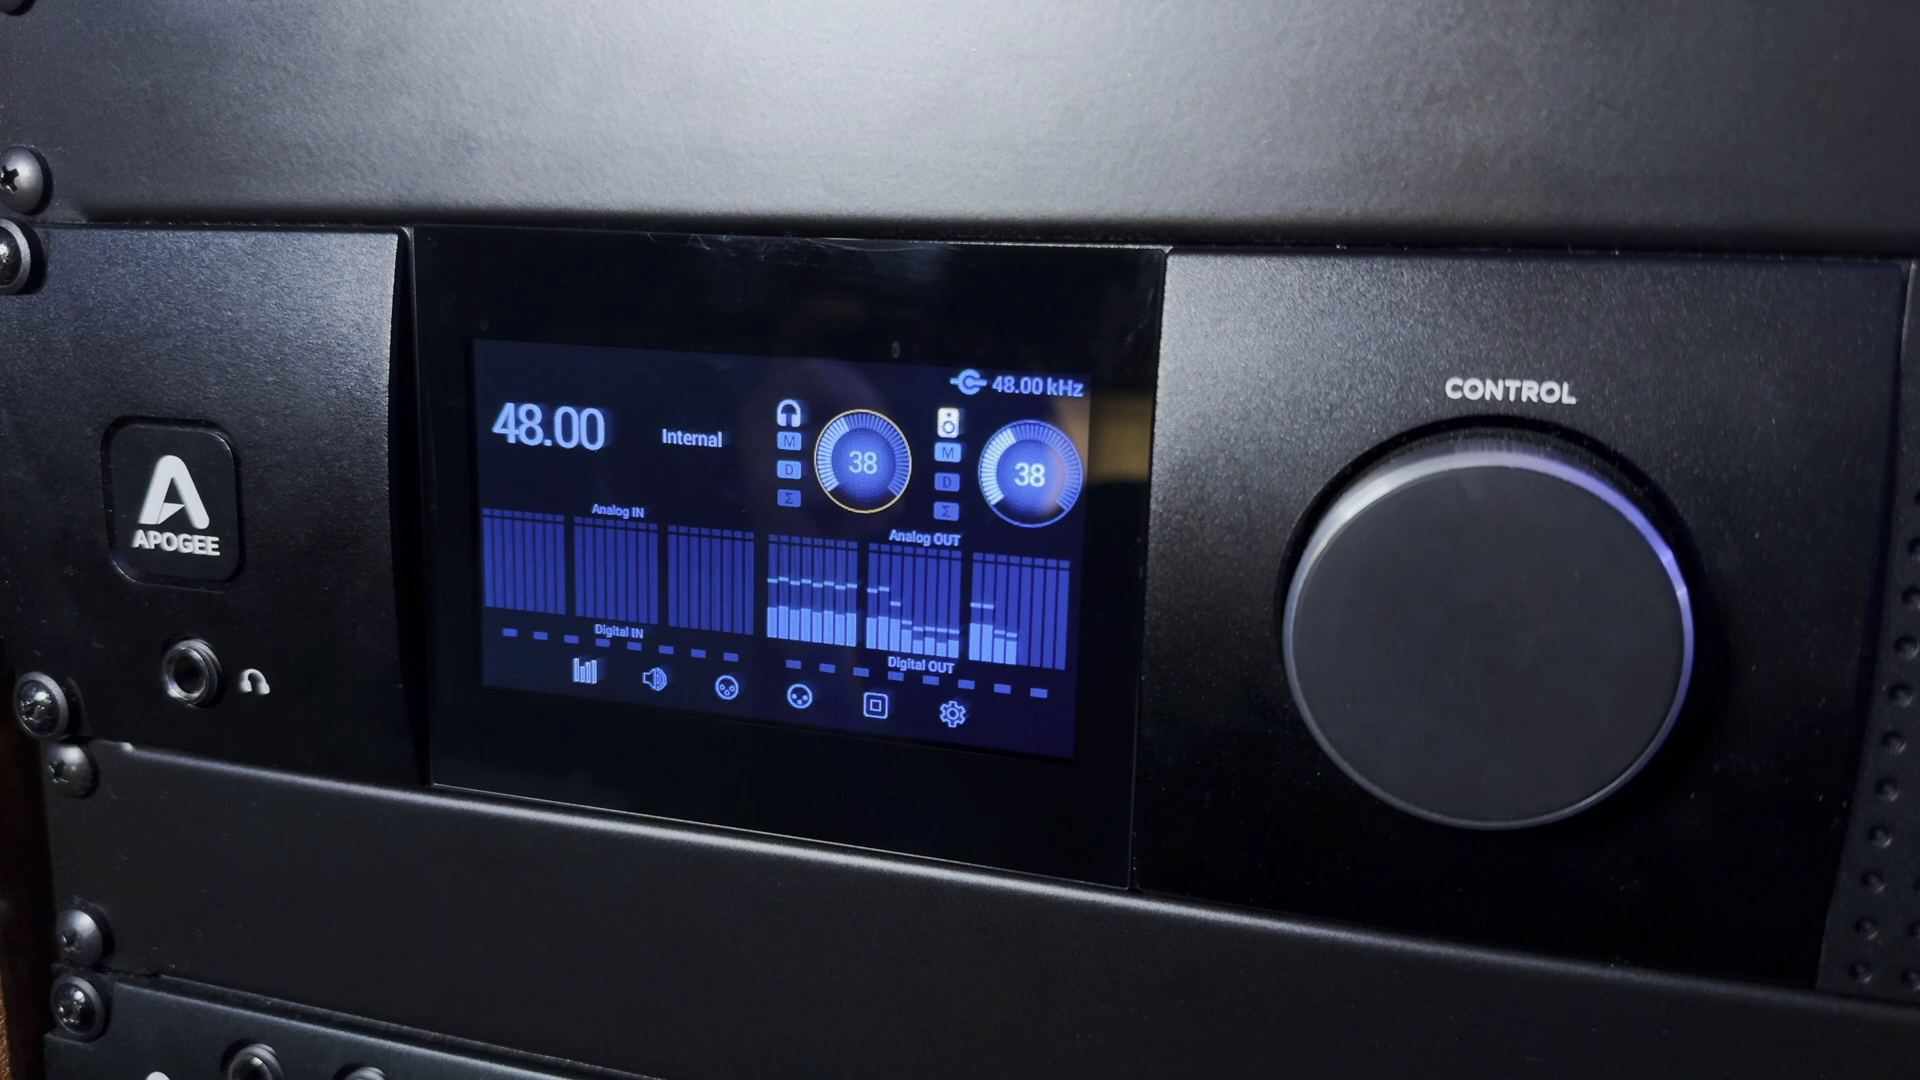 APOGEE
48.00 kHz
48.00
Internal
M
D
Σ
38
M
D
Σ
38
Analog IN
Analog OUT
Digital IN
Digital OUT
CONTROL